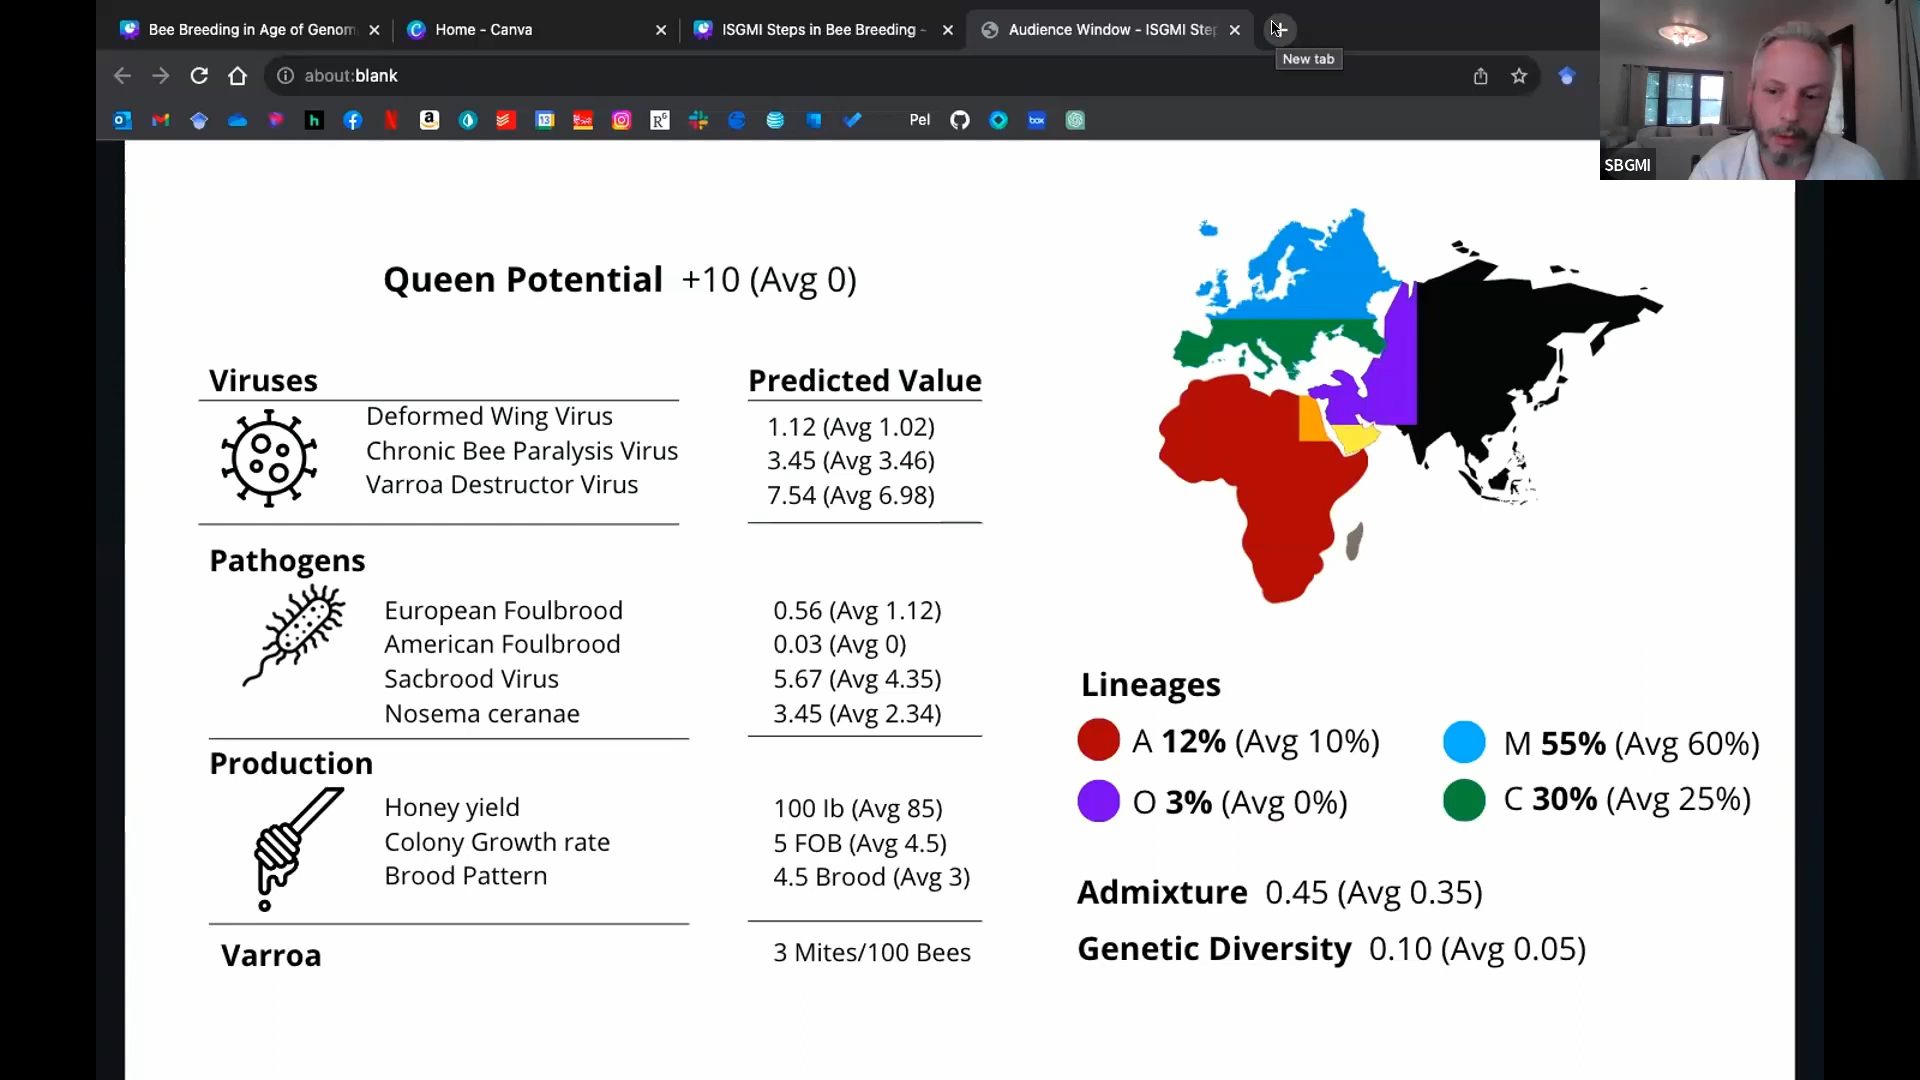 Bee Breeding in Age of Genom
Home - Canva
ISGMI Steps in Bee Breeding -
Audience Window - ISGMI Ste
New tab
about:blank
Pel
box
SBGMI
Queen Potential +10 (Avg 0)
Viruses
Predicted Value
Deformed Wing Virus
1.12 (Avg 1.02)
Chronic Bee Paralysis Virus
3.45 (Avg 3.46)
Varroa Destructor Virus
7.54 (Avg 6.98)
Pathogens
European Foulbrood
0.56 (Avg 1.12)
American Foulbrood
0.03 (Avg 0)
Sacbrood Virus
5.67 (Avg 4.35)
Nosema ceranae
3.45 (Avg 2.34)
Production
Honey yield
100 lb (Avg 85)
Colony Growth rate
5 FOB (Avg 4.5)
Brood Pattern
4.5 Brood (Avg 3)
Varroa
3 Mites/100 Bees
Lineages
A 12% (Avg 10%)
M 55% (Avg 60%)
O 3% (Avg 0%)
C 30% (Avg 25%)
Admixture 0.45 (Avg 0.35)
Genetic Diversity 0.10 (Avg 0.05)